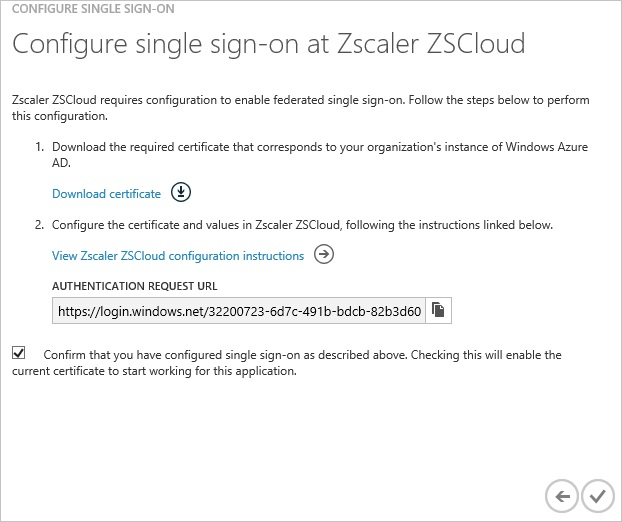 CONFIGURE SINGLE SIGN-ON
Configure single sign-on at Zscaler ZSCloud
Zscaler ZSCloud requires configuration to enable federated single sign-on. Follow the steps below to perform
this configuration.
1. Download the required certificate that corresponds to your organization's instance of Windows Azure
AD.
Download certificate
2. Configure the certificate and values in Zscaler ZSCloud, following the instructions linked below.
View Zscaler ZSCloud configuration instructions
AUTHENTICATION REQUEST URL
https://login.windows.net/32200723-6d7c-491b-bdcb-82b3d60
Confirm that you have configured single sign-on as described above. Checking this will enable the
current certificate to start working for this application.